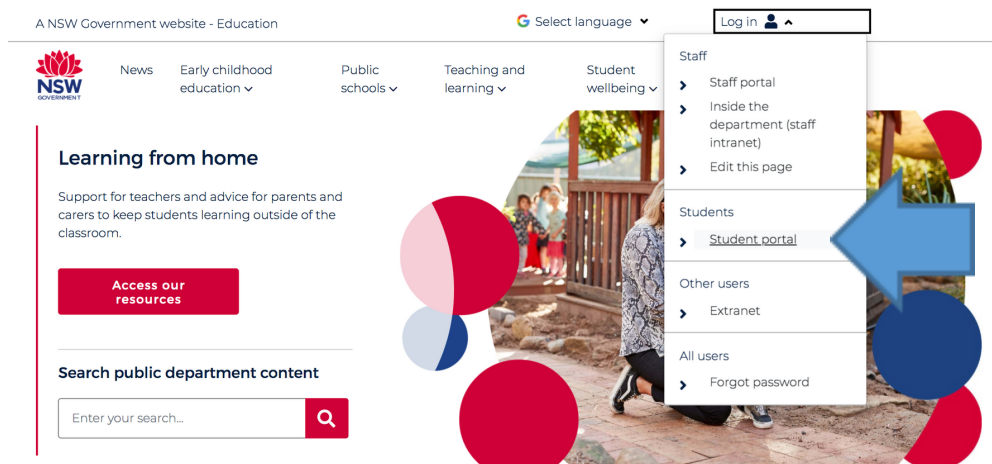 A NSW Government website - Education
Select language
Log in
NSW
GOVERNMENT
News
Early childhood
education
Public
schools
Teaching and
learning
Student
wellbeing
Staff
Staff portal
Inside the
department (staff
intranet)
Edit this page
Students
Student portal
Other users
Extranet
All users
Forgot password
Learning from home
Support for teachers and advice for parents and
carers to keep students learning outside of the
classroom.
Access our
resources
Search public department content
Enter your search...